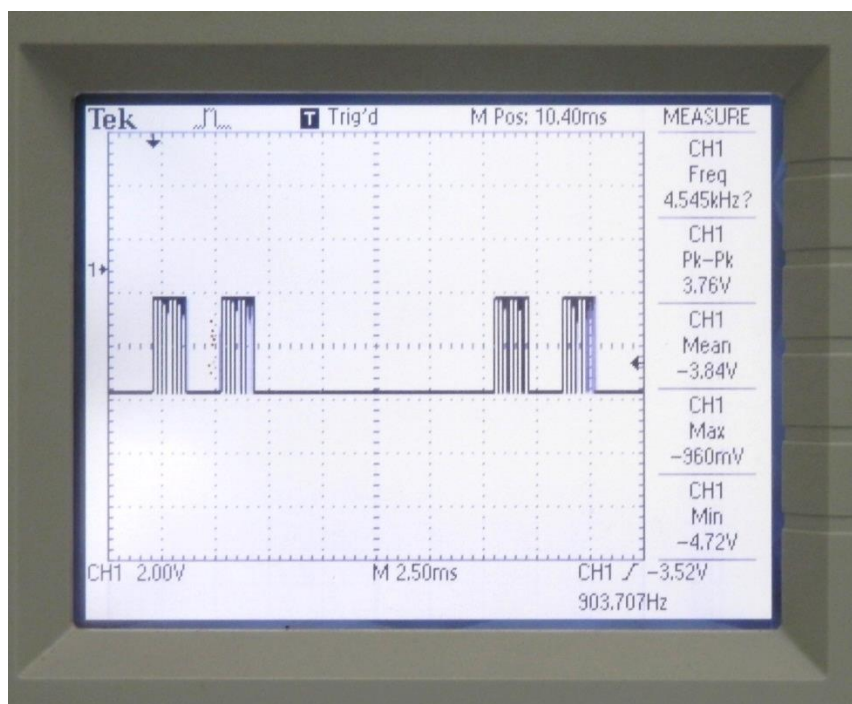 Tek T Trig'd M Pos: 10.40ms MEASURE
CH1
Freq
4.545kHz?
CH1
Pk-Pk
3.76V
1
CH1
Mean
-3.84V
CH1
Max
-960mV
CH1
Min
-4.72V
CH1 2.00V M 2.50ms CH1 -3.52V
903.707Hz